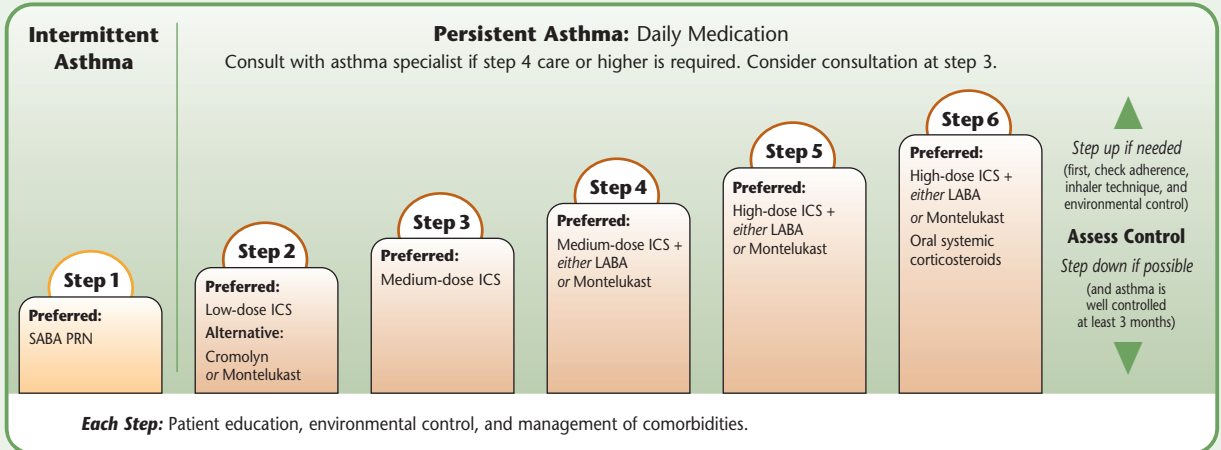 Intermittent
Asthma
Persistent Asthma: Daily Medication
Consult with asthma specialist if step 4 care or higher is required. Consider consultation at step 3.
Step 1
Preferred:
SABA PRN
Step 2
Preferred:
Low-dose ICS
Alternative:
Cromolyn
or Montelukast
Step 3
Preferred:
Medium-dose ICS
Step 4
Preferred:
Medium-dose ICS +
either LABA
or Montelukast
Step 5
Preferred:
High-dose ICS +
either LABA
or Montelukast
Step 6
Preferred:
High-dose ICS +
either LABA
or Montelukast
Oral systemic
corticosteroids
Step up if needed
(first, check adherence,
inhaler technique, and
environmental control)
Assess Control
Step down if possible
(and asthma is
well controlled
at least 3 months)
Each Step: Patient education, environmental control, and management of comorbidities.